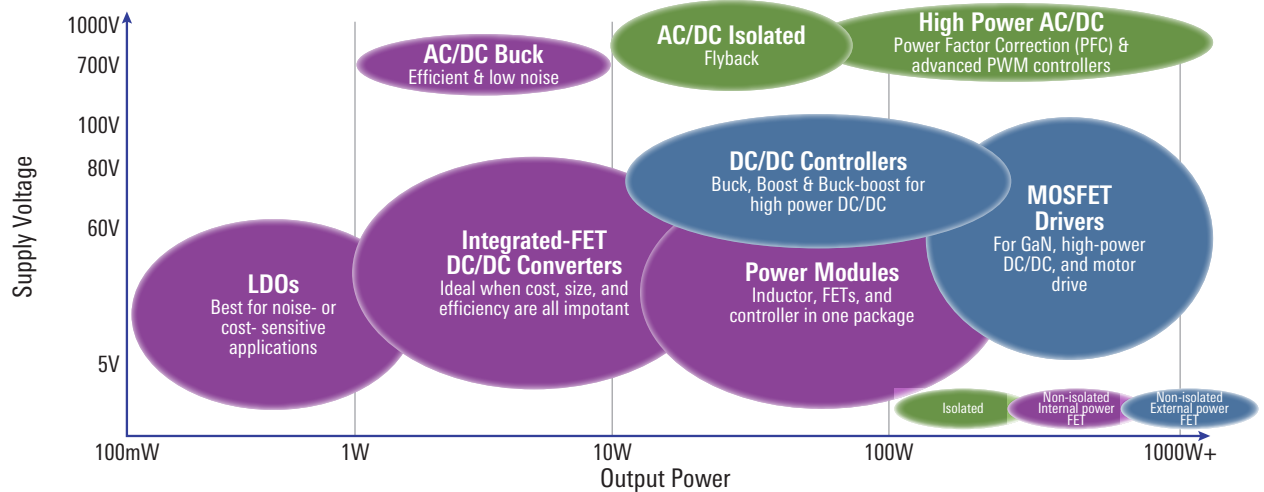 Supply Voltage
1000V
700V
100V
80V
60V
5V
AC/DC Buck
Efficient & low noise
AC/DC Isolated
Flyback
High Power AC/DC
Power Factor Correction (PFC) &
advanced PWM controllers
DC/DC Controllers
Buck, Boost & Buck-boost for
high power DC/DC
MOSFET
Drivers
For GaN, high-power
DC/DC, and motor
drive
Integrated-FET
DC/DC Converters
Ideal when cost, size, and
efficiency are all impotant
LDOs
Best for noise- or
cost- sensitive
applications
Power Modules
Inductor, FETs, and
controller in one package
Isolated
Non-isolated
Internal power
FET
Non-isolated
External power
FET
100mW
1W
10W
100W
1000W+
Output Power